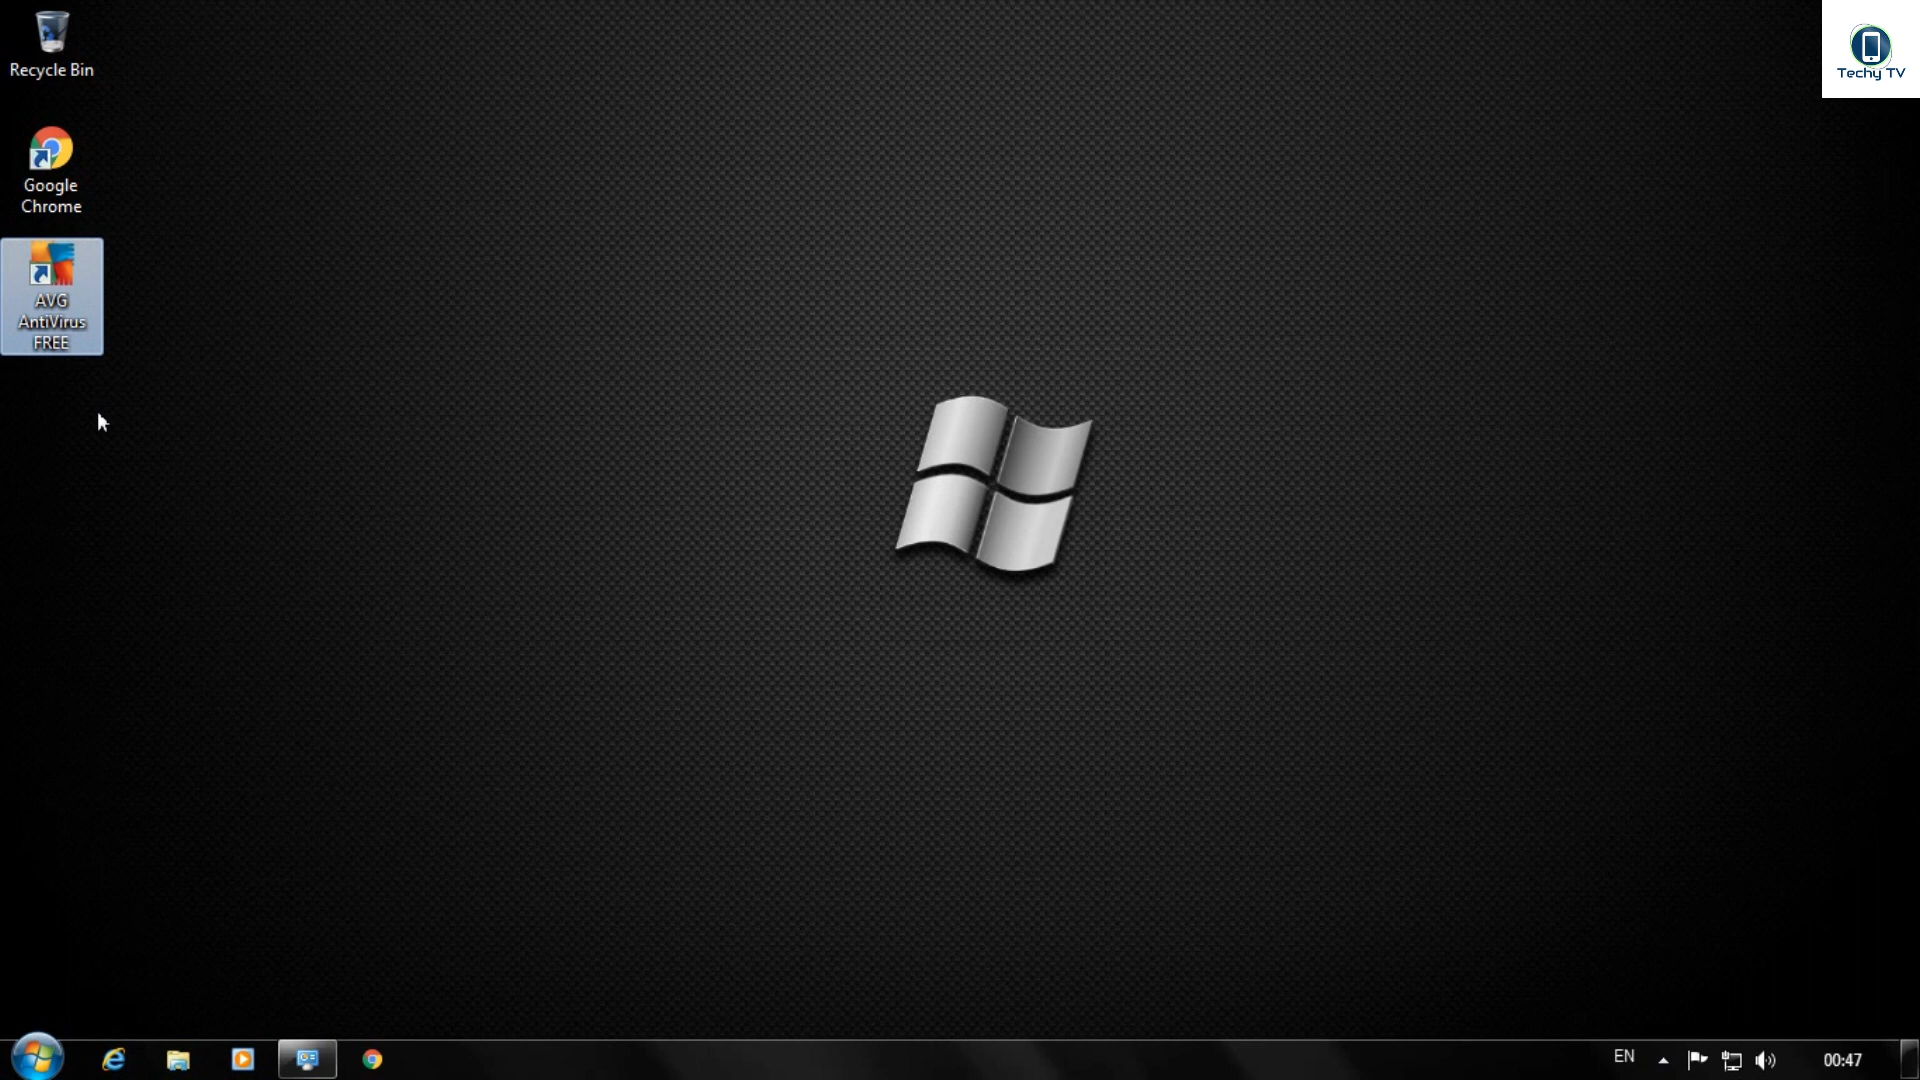 Recycle Bin
Techy TV
Google
Chrome
AVG
AntiVirus
FREE
EN
00:47